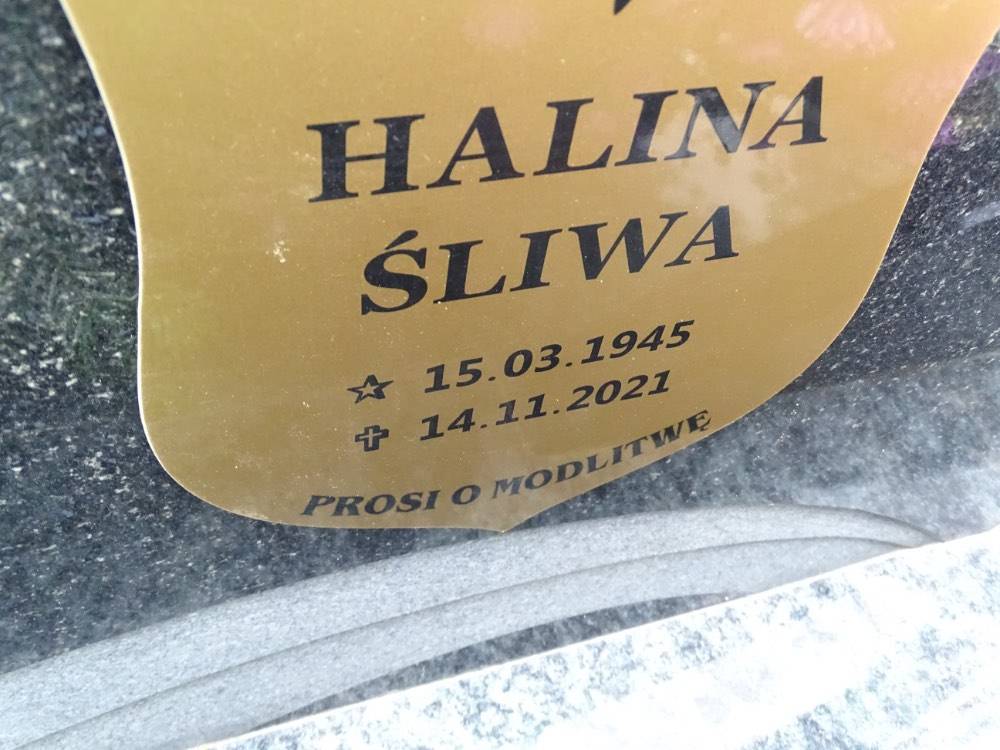 HALINA
ŚLIWA
☆ 15.03.1945
✞ 14.11.2021
PROSI O MODLITWĘ